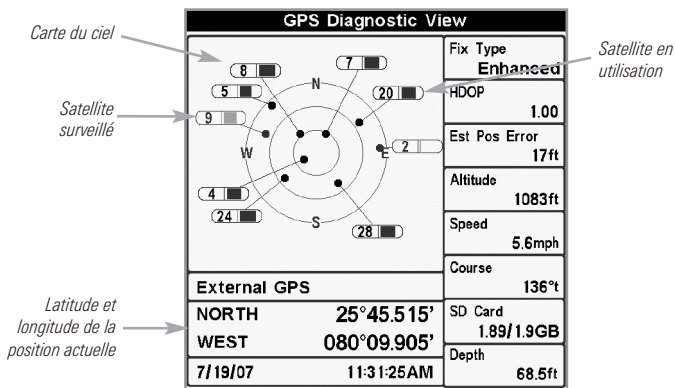 GPS Diagnostic View
Carte du ciel
Satellite surveillé
Latitude et
longitude de la
position actuelle
Satellite en
utilisation
8
7
5
20
9
2
4
24
28
N
W
E
S
Fix Type
Enhanced
HDOP
1.00
Est Pos Error
17ft
Altitude
1083ft
Speed
5.6mph
Course
136°t
SD Card
1.89/1.9GB
Depth
68.5ft
External GPS
NORTH 25°45.515'
WEST 080°09.905'
7/19/07 11:31:25AM